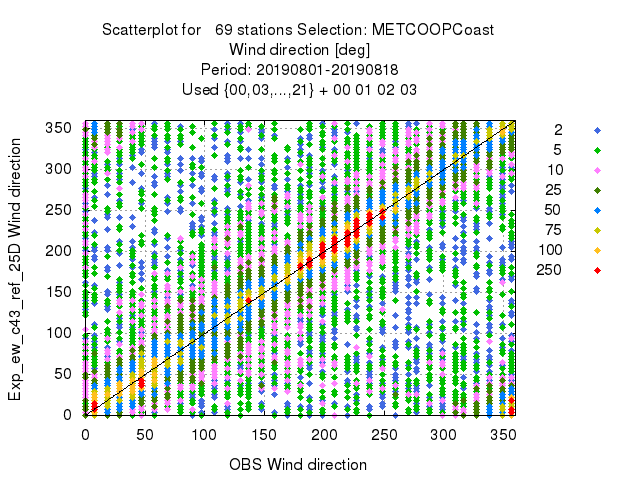 Scatterplot for 69 stations Selection: METCOOPCoast
Wind direction [deg]
Period: 20190801-20190818
Used {00,03,...,21} + 00 01 02 03
Exp_ew_c43_ref_25D Wind direction
350
300
250
200
150
100
50
0
0 50 100 150 200 250 300 350
OBS Wind direction
2
5
10
25
50
75
100
250